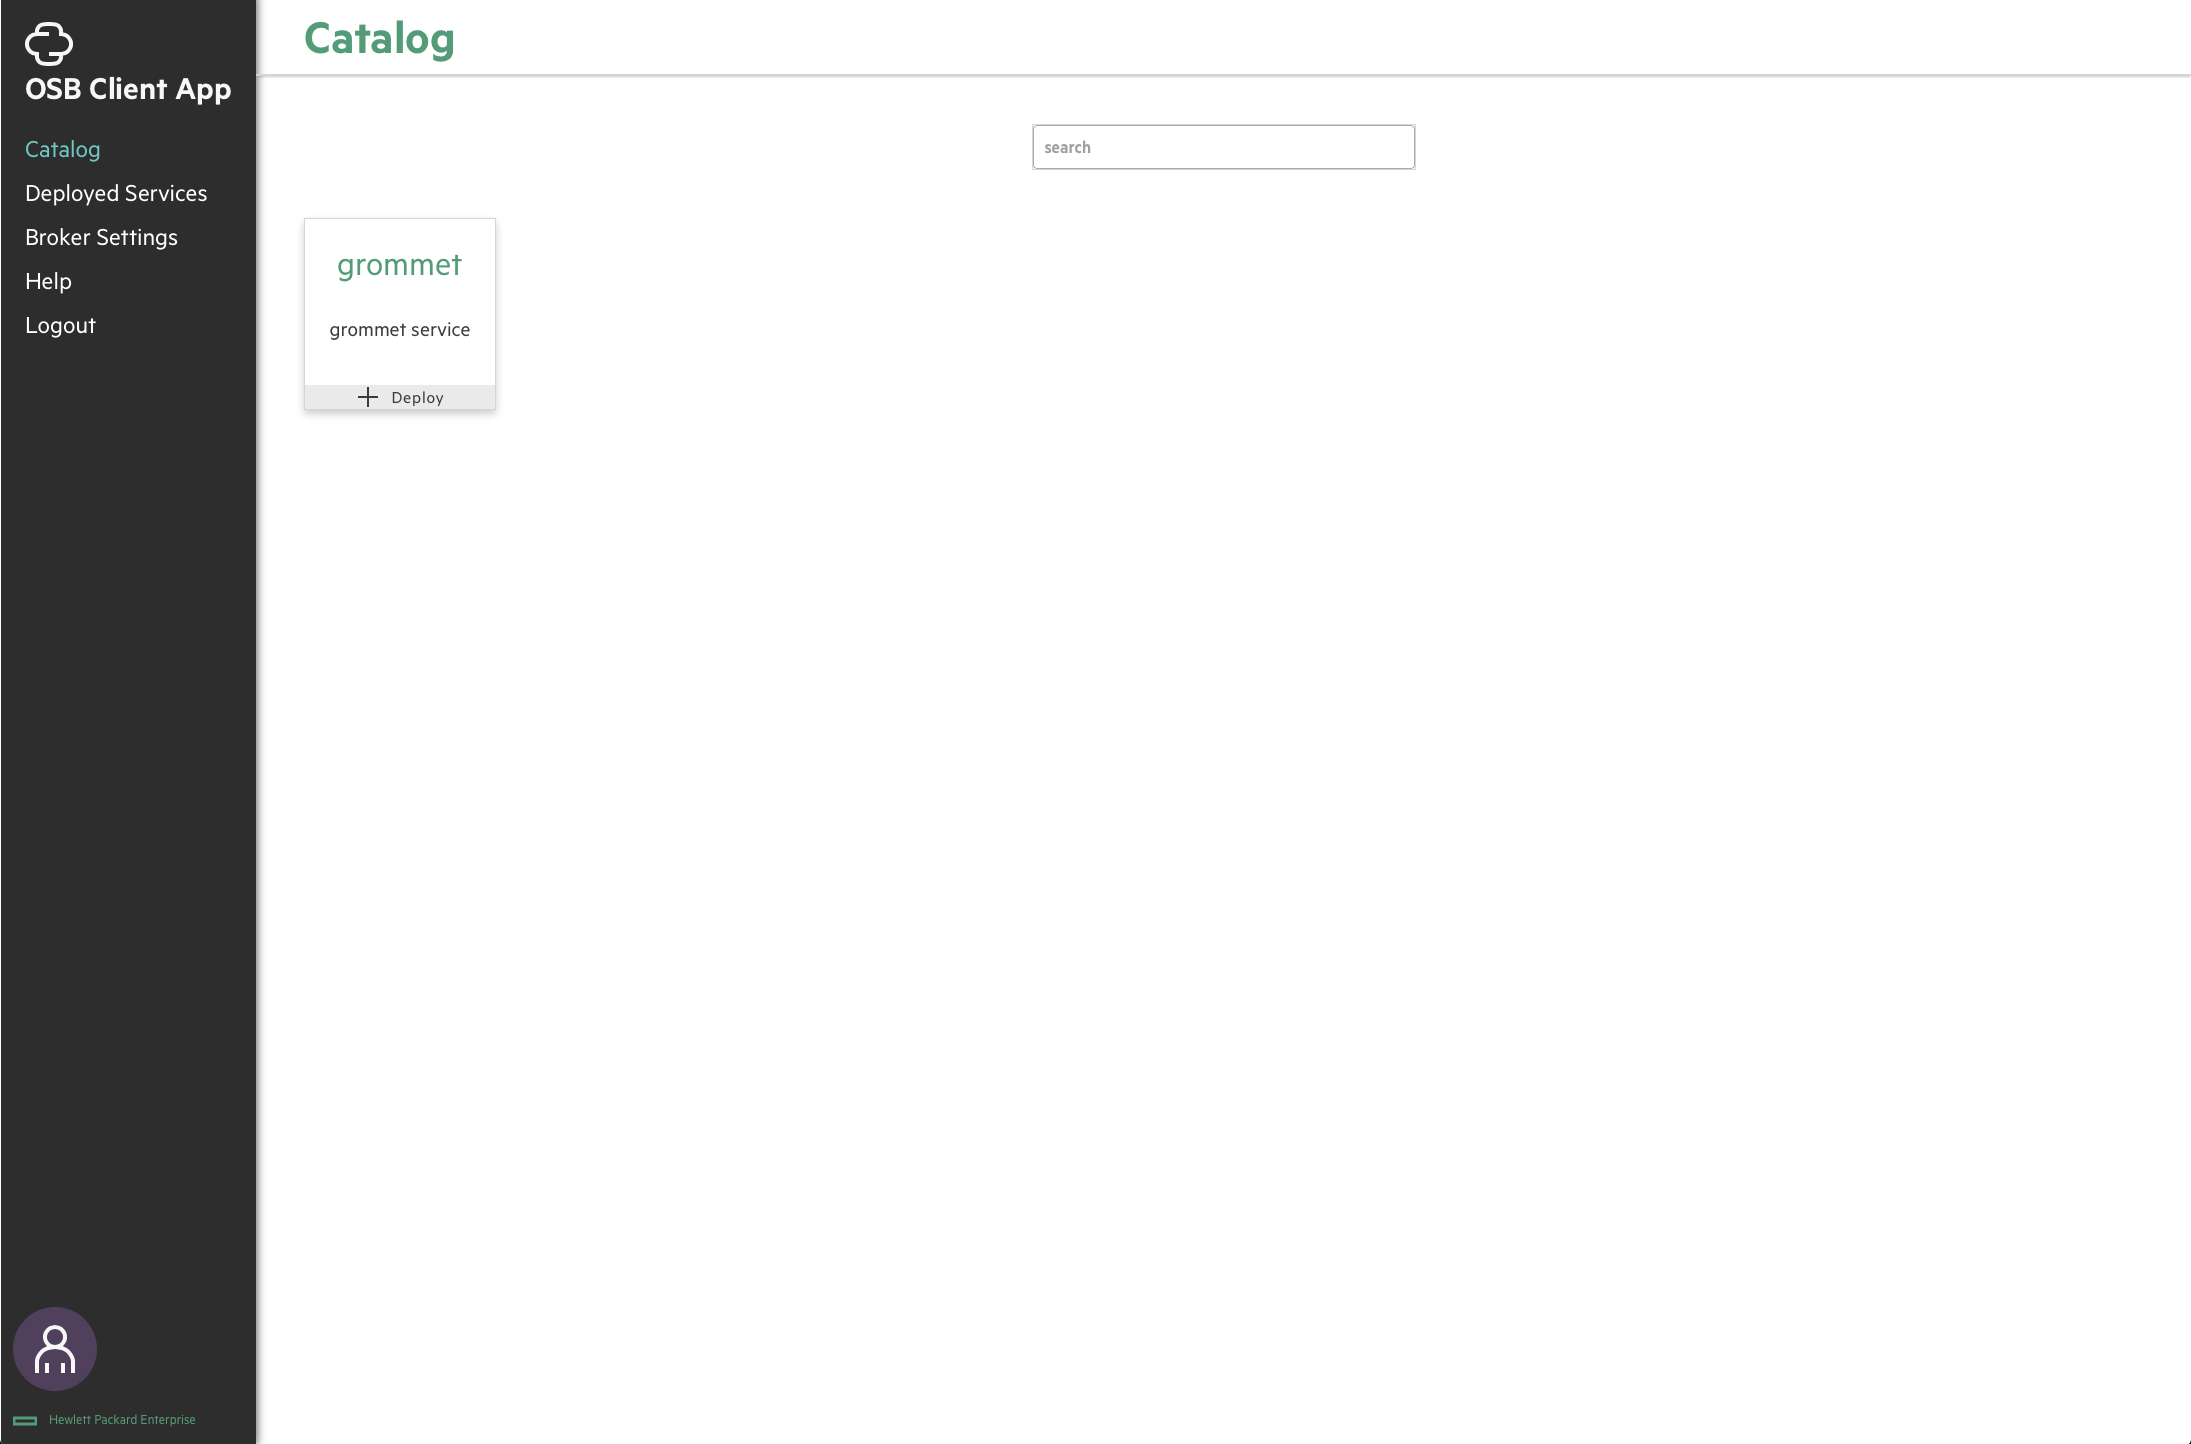 OSB Client App
Catalog
Deployed Services
Broker Settings
Help
Logout
Hewlett Packard Enterprise
Catalog
search
grommet
grommet service
Deploy